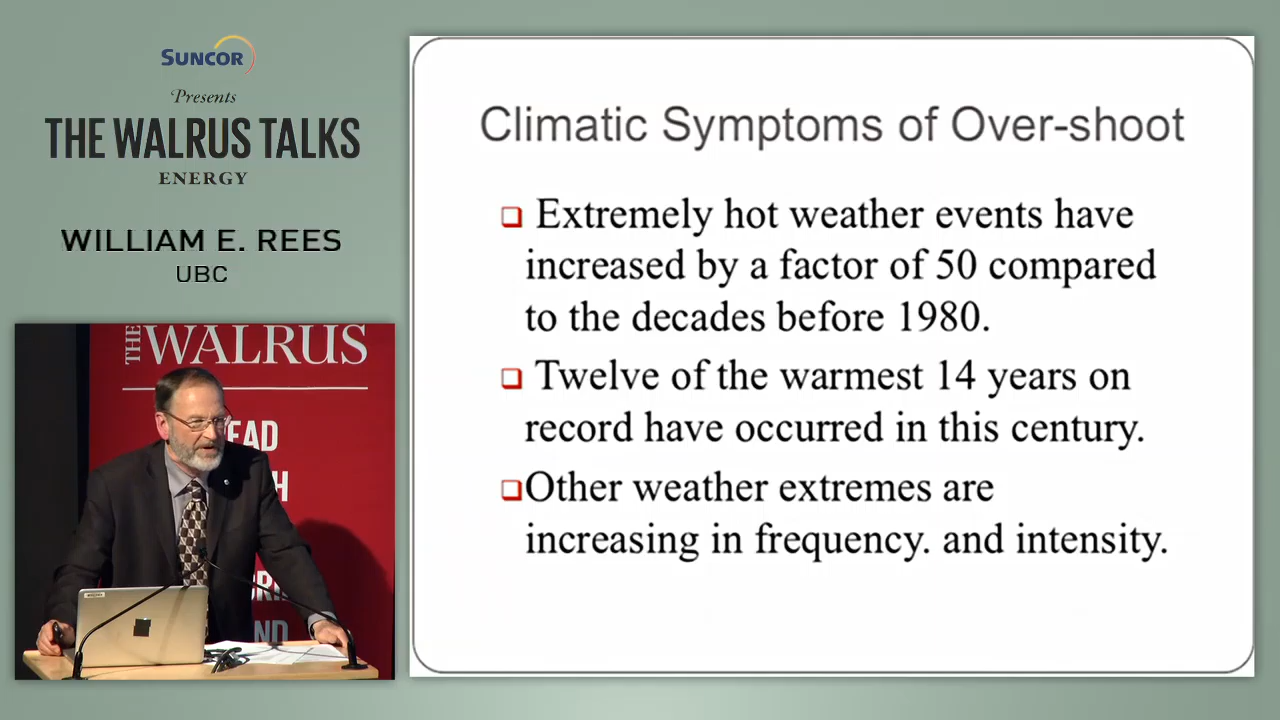 SUNCOR
Presents
THE WALRUS TALKS
ENERGY
WILLIAM E. REES
UBC
THE WALRUS
Climatic Symptoms of Over-shoot
Extremely hot weather events have
increased by a factor of 50 compared
to the decades before 1980.
Twelve of the warmest 14 years on
record have occurred in this century.
Other weather extremes are
increasing in frequency. and intensity.